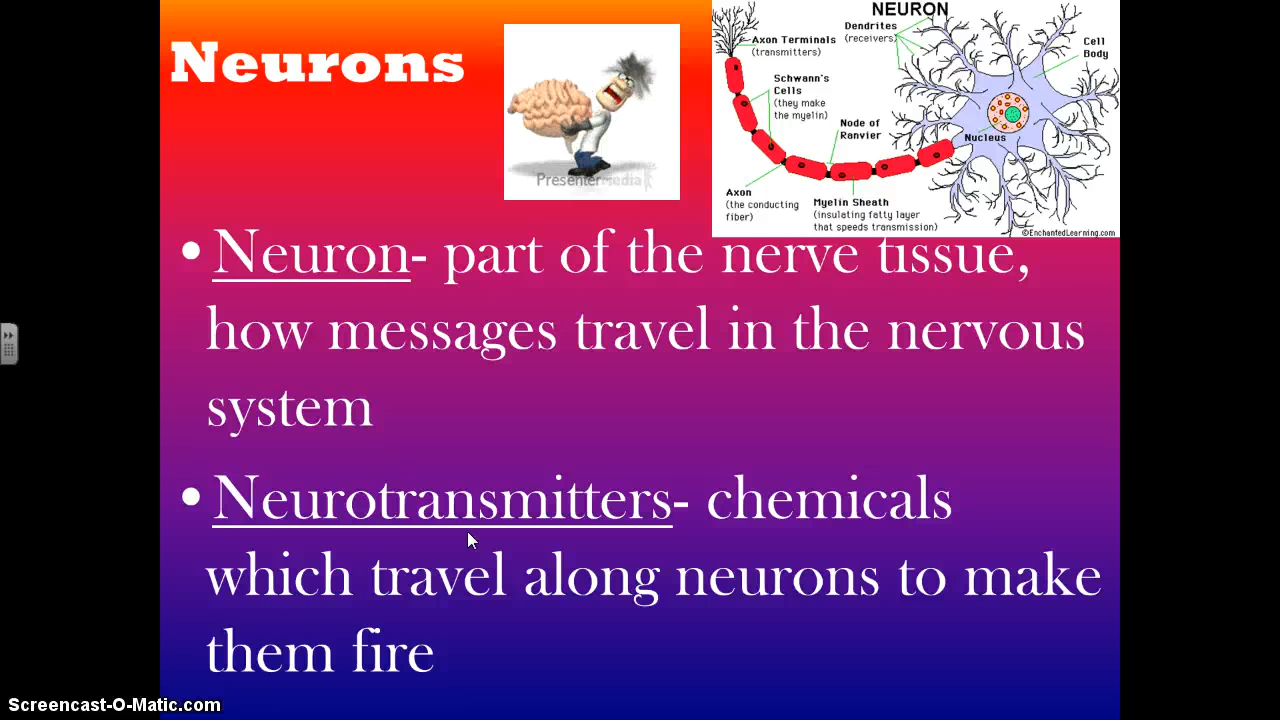 Neurons
PresenterMedia
NEURON
Dendrites
(receivers)
Cell
Body
Axon Terminals
(transmitters)
Schwann's
Cells
(they make
the myelin)
Node of
Ranvier
Nucleus
Axon
(the conducting
fiber)
Myelin Sheath
(insulating fatty layer
that speeds transmission)
©EnchantedLearning.com
• Neuron- part of the nerve tissue,
how messages travel in the nervous
system
• Neurotransmitters- chemicals
which travel along neurons to make
them fire
Screencast-O-Matic.com